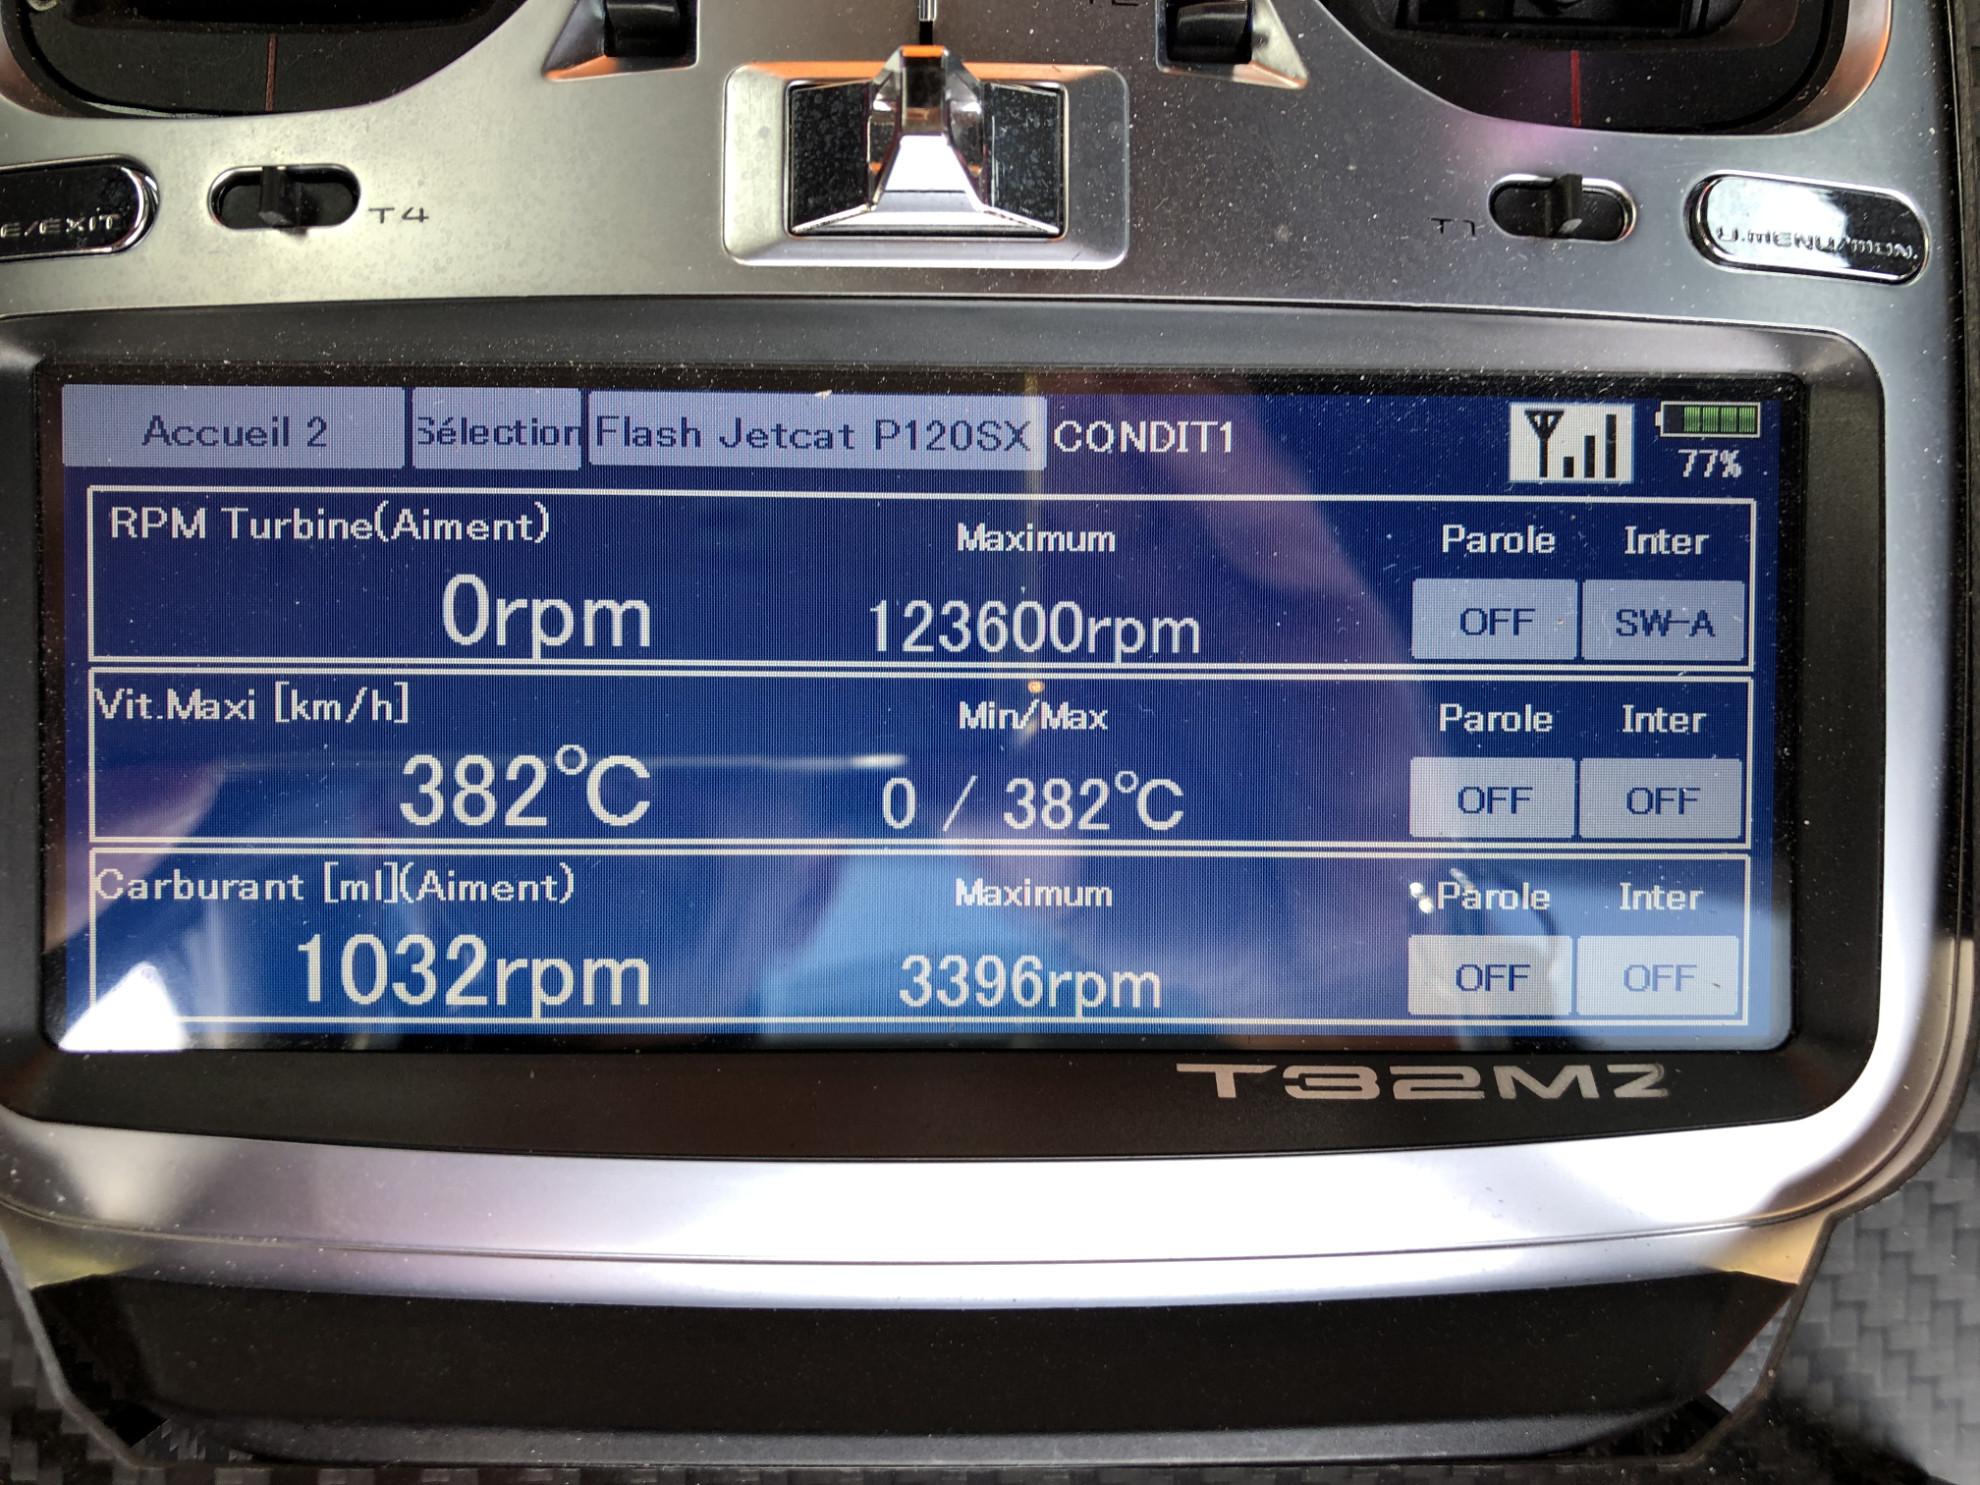 E/EXIT
T4
T1
U.MENU/MON.
Accueil 2
Sélection
Flash Jetcat P120SX
CONDIT1
77%
RPM Turbine(Aiment)
Maximum
Parole
Inter
0rpm
123600rpm
OFF
SW-A
Vit.Maxi [km/h]
Min/Max
Parole
Inter
382°C
0 / 382°C
OFF
OFF
Carburant [ml](Aiment)
Maximum
Parole
Inter
1032rpm
3396rpm
OFF
OFF
T32MZ